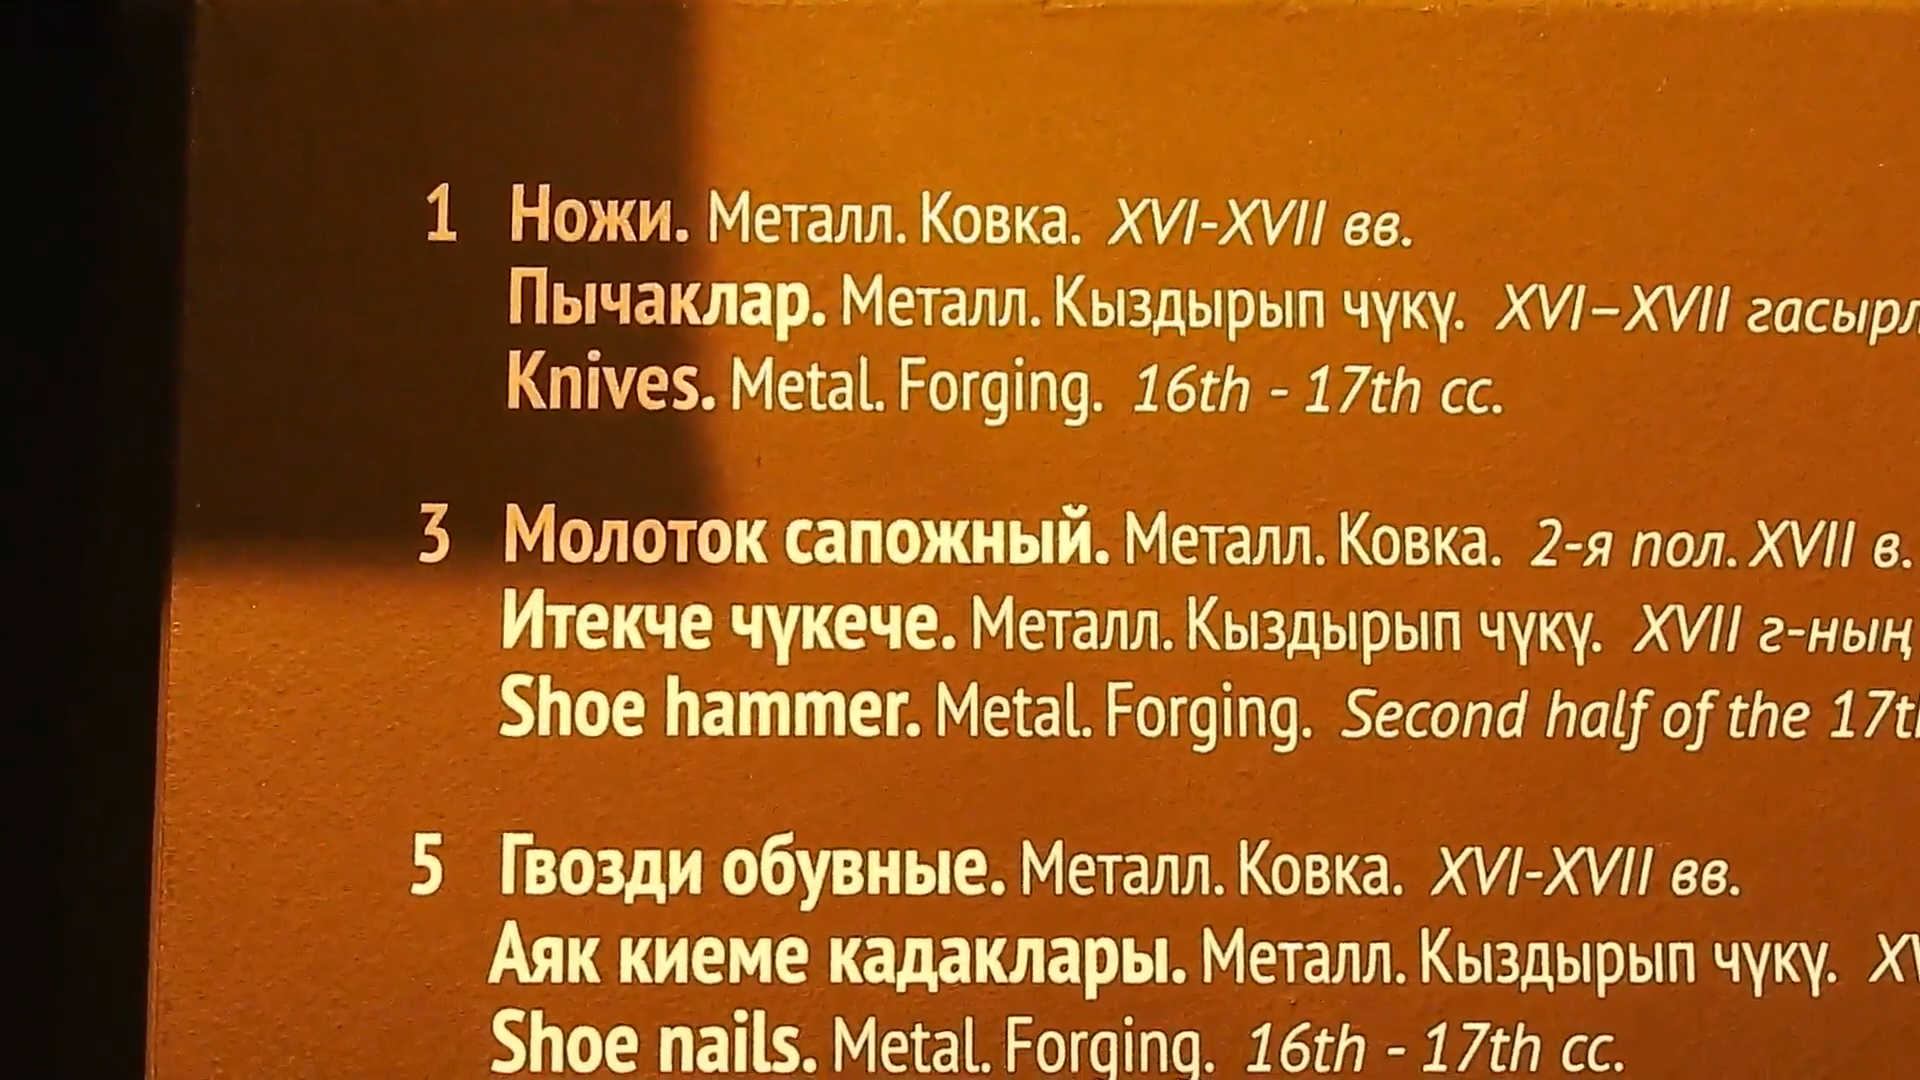 1 Ножи. Металл. Ковка. XVI-XVII вв.
Пычаклар. Металл. Кыздырып чүкү. XVI–XVII гасырл
Knives. Metal. Forging. 16th - 17th cc.
3 Молоток сапожный. Металл. Ковка. 2-я пол. XVII в.
Итекче чүкече. Металл. Кыздырып чүкү. XVII г-ның
Shoe hammer. Metal. Forging. Second half of the 17th
5 Гвозди обувные. Металл. Ковка. XVI-XVII вв.
Аяк киеме кадаклары. Металл. Кыздырып чүкү.
Shoe nails. Metal. Forging. 16th - 17th cc.